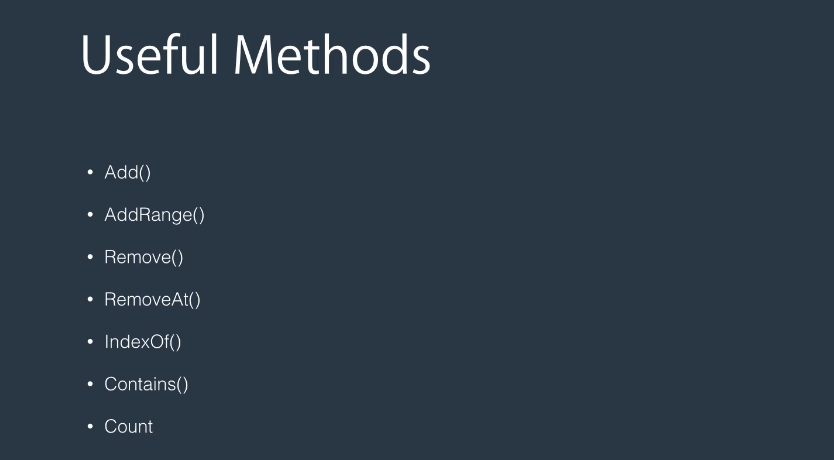 Useful Methods
• Add()
• AddRange()
• Remove()
• RemoveAt()
• IndexOf()
• Contains()
• Count